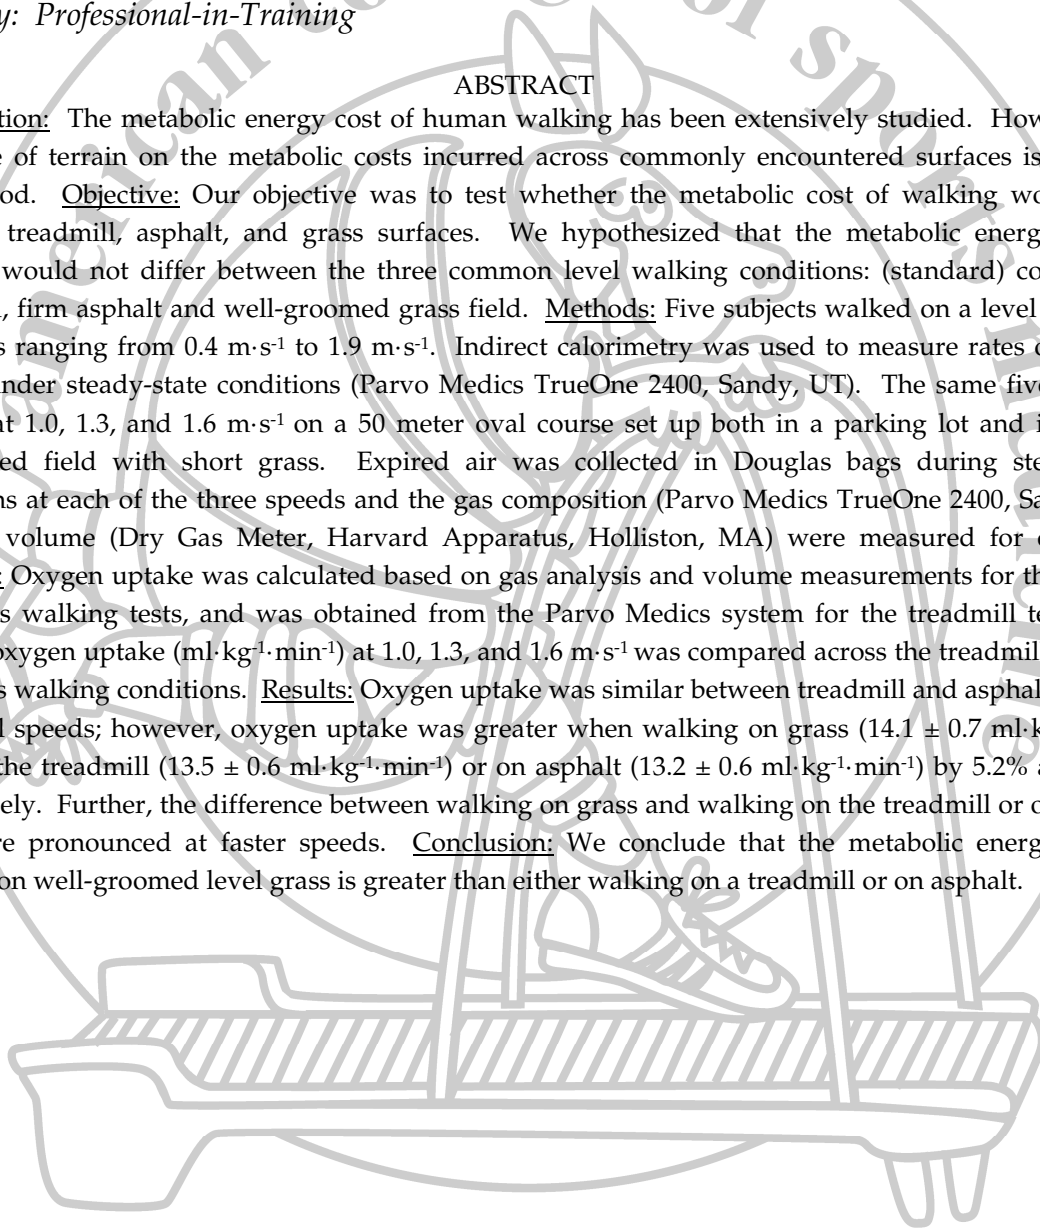 y: Professional-in-Training
ABSTRACT
tion: The metabolic energy cost of human walking has been extensively studied. How
e of terrain on the metabolic costs incurred across commonly encountered surfaces is
od. Objective: Our objective was to test whether the metabolic cost of walking wo
treadmill, asphalt, and grass surfaces. We hypothesized that the metabolic energ
would not differ between the three common level walking conditions: (standard) co
, firm asphalt and well-groomed grass field. Methods: Five subjects walked on a level
s ranging from 0.4 m·s⁻¹ to 1.9 m·s⁻¹. Indirect calorimetry was used to measure rates o
nder steady-state conditions (Parvo Medics TrueOne 2400, Sandy, UT). The same five
at 1.0, 1.3, and 1.6 m·s⁻¹ on a 50 meter oval course set up both in a parking lot and i
ed field with short grass. Expired air was collected in Douglas bags during ste
ns at each of the three speeds and the gas composition (Parvo Medics TrueOne 2400, Sa
volume (Dry Gas Meter, Harvard Apparatus, Holliston, MA) were measured for
: Oxygen uptake was calculated based on gas analysis and volume measurements for th
s walking tests, and was obtained from the Parvo Medics system for the treadmill te
oxygen uptake (ml·kg⁻¹·min⁻¹) at 1.0, 1.3, and 1.6 m·s⁻¹ was compared across the treadmil
s walking conditions. Results: Oxygen uptake was similar between treadmill and asphal
l speeds; however, oxygen uptake was greater when walking on grass (14.1 ± 0.7 ml·k
the treadmill (13.5 ± 0.6 ml·kg⁻¹·min⁻¹) or on asphalt (13.2 ± 0.6 ml·kg⁻¹·min⁻¹) by 5.2% a
ely. Further, the difference between walking on grass and walking on the treadmill or o
re pronounced at faster speeds. Conclusion: We conclude that the metabolic energ
on well-groomed level grass is greater than either walking on a treadmill or on asphalt.
american
sports